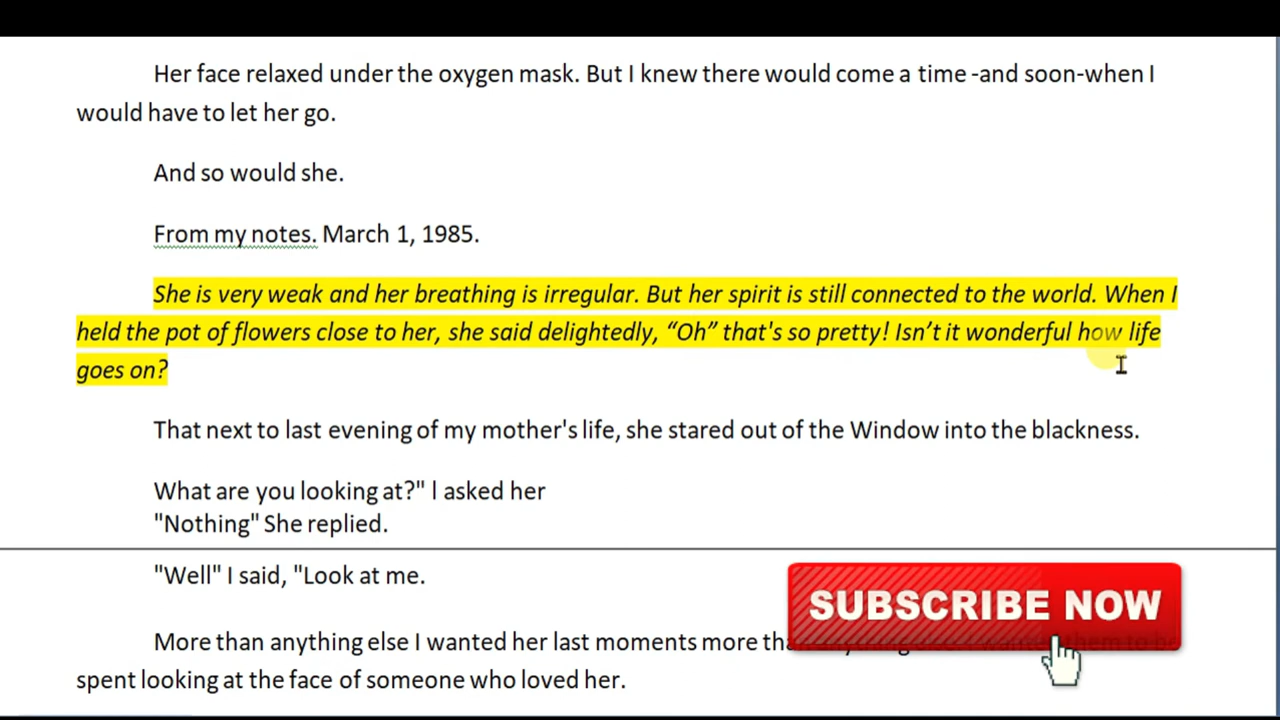 Her face relaxed under the oxygen mask. But I knew there would come a time -and soon-when I
would have to let her go.
And so would she.
From my notes. March 1, 1985.
She is very weak and her breathing is irregular. But her spirit is still connected to the world. When I
held the pot of flowers close to her, she said delightedly, “Oh” that's so pretty! Isn’t it wonderful how life
goes on?
That next to last evening of my mother's life, she stared out of the Window into the blackness.
What are you looking at?" l asked her
"Nothing" She replied.
"Well" I said, "Look at me.
SUBSCRIBE NOW
More than anything else I wanted her last moments more
spent looking at the face of someone who loved her.